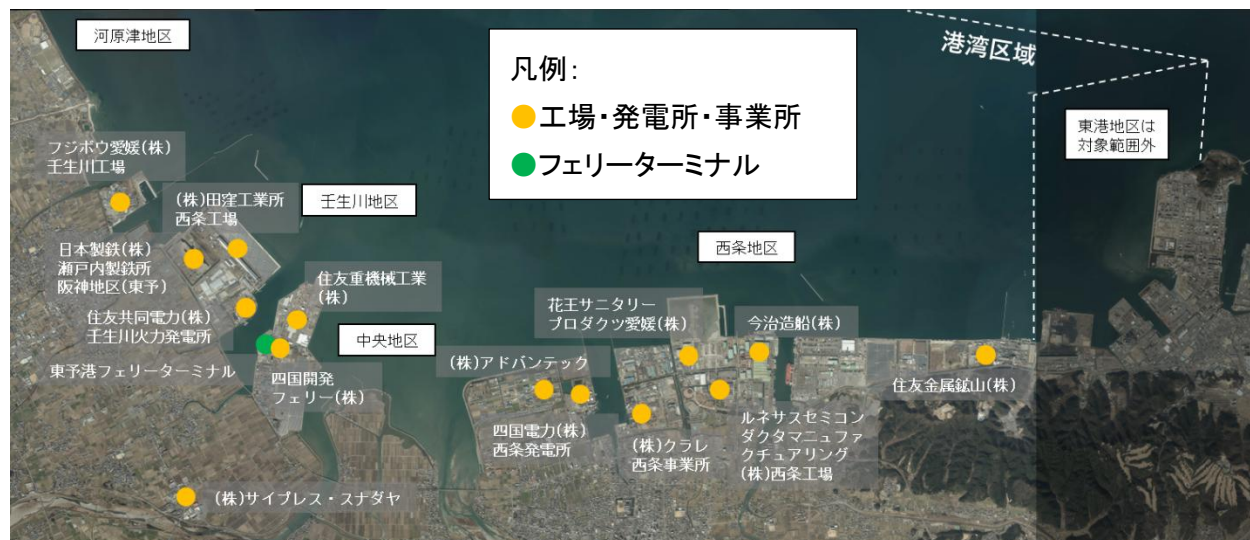 河原津地区
凡例：
●工場・発電所・事業所
●フェリーターミナル
港湾区域
東港地区は
対象範囲外
フジボウ愛媛(株)
壬生川工場
(株)田窪工業所
西条工場
壬生川地区
日本製鉄(株)
瀬戸内製鉄所
阪神地区(東予)
住友重機械工業
(株)
西条地区
住友共同電力(株)
壬生川火力発電所
中央地区
東予港フェリーターミナル
四国開発
フェリー(株)
(株)アドバンテック
花王サニタリー
プロダクツ愛媛(株)
今治造船(株)
住友金属鉱山(株)
四国電力(株)
西条発電所
(株)クラレ
西条事業所
ルネサスセミコン
ダクタマニュファ
クチュアリング
(株)西条工場
(株)サイプレス・スナダヤ